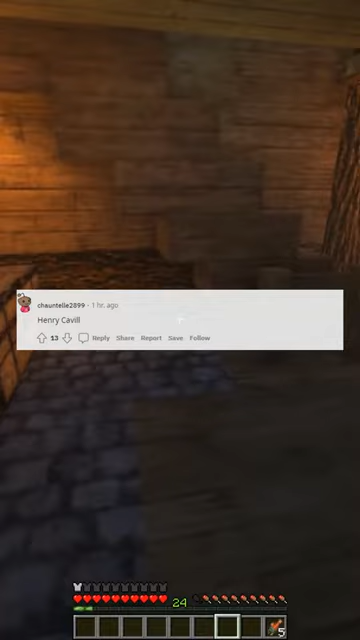 chauntelle2899 · 1 hr. ago
Henry Cavill
13 Reply Share Report Save Follow
24
5